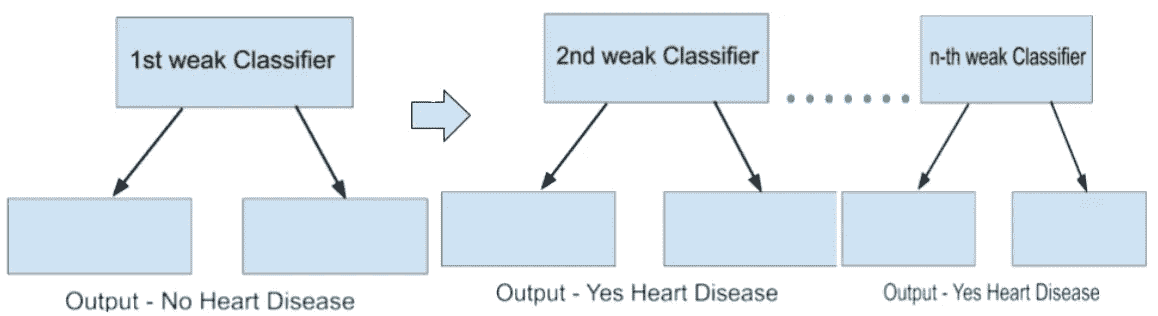 1st weak Classifier
2nd weak Classifier
n-th weak Classifier
Output - No Heart Disease
Output - Yes Heart Disease
Output - Yes Heart Disease